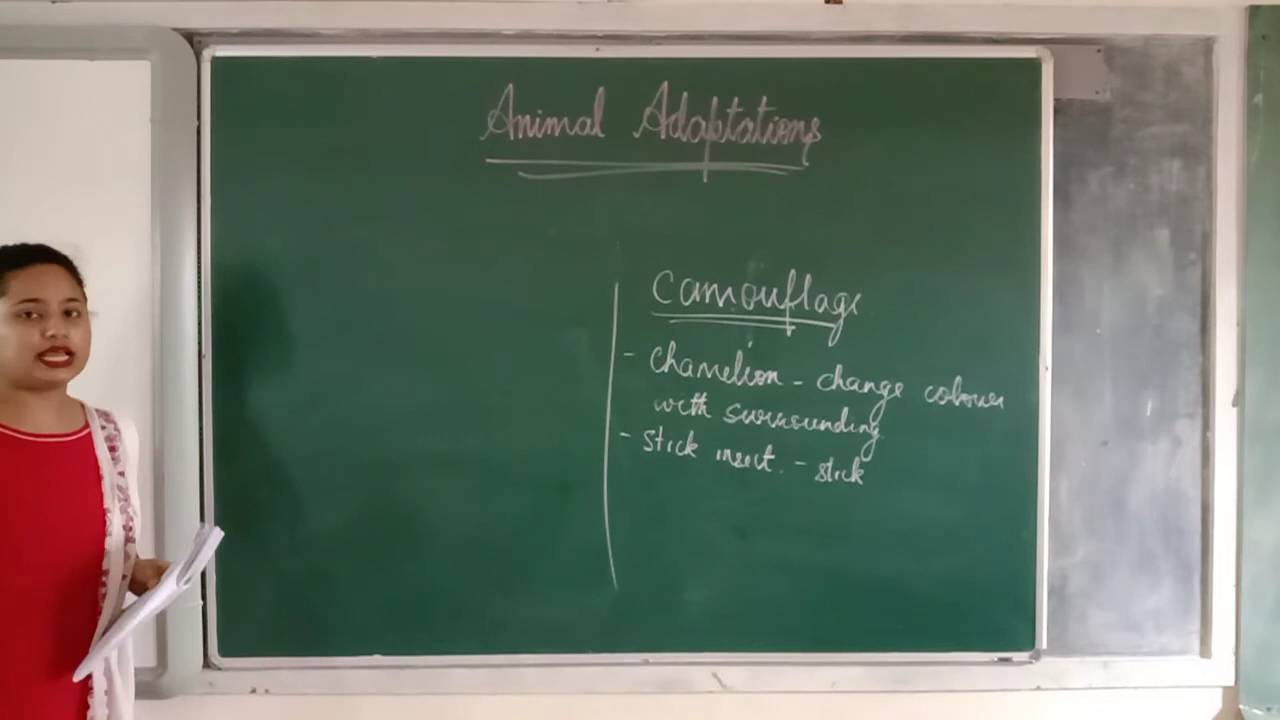 Animal Adaptations
Camouflage
- Chamelion - change colour
with surrounding
- Stick insect. - stick